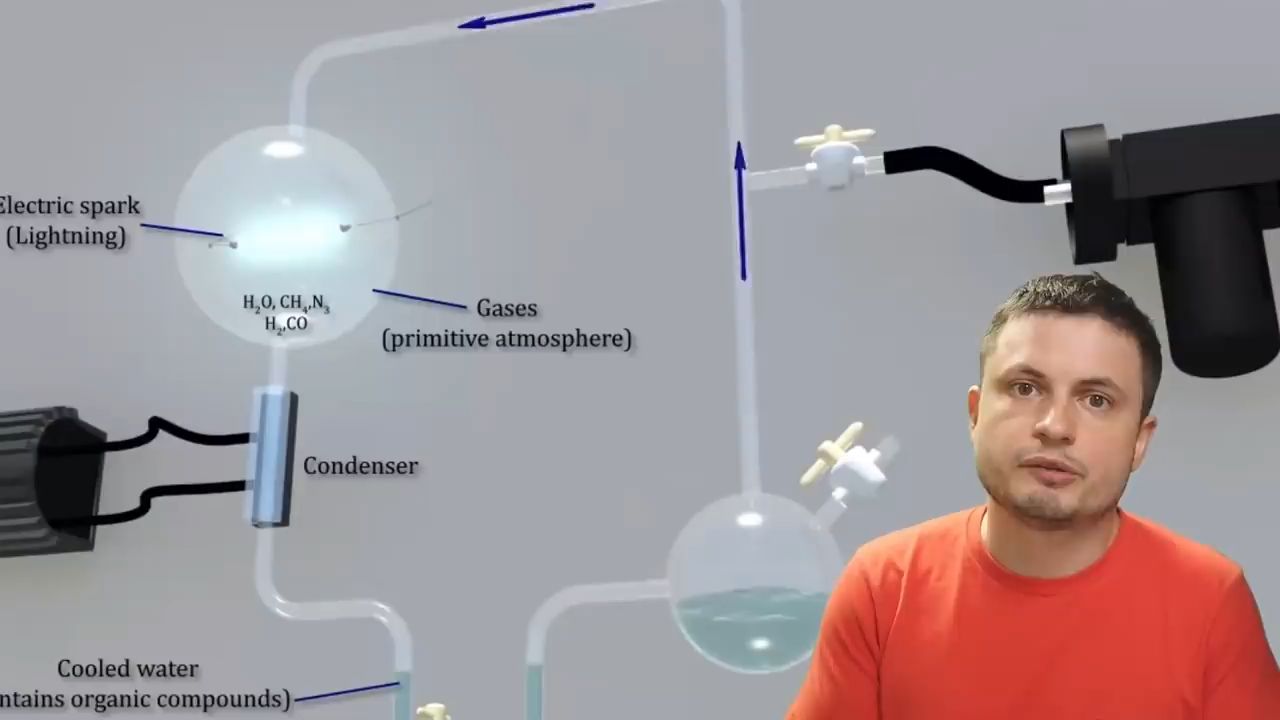 Electric spark
(Lightning)
H₂O, CH₄,N₃
H₂,CO
Gases
(primitive atmosphere)
Condenser
Cooled water
ntains organic compounds)